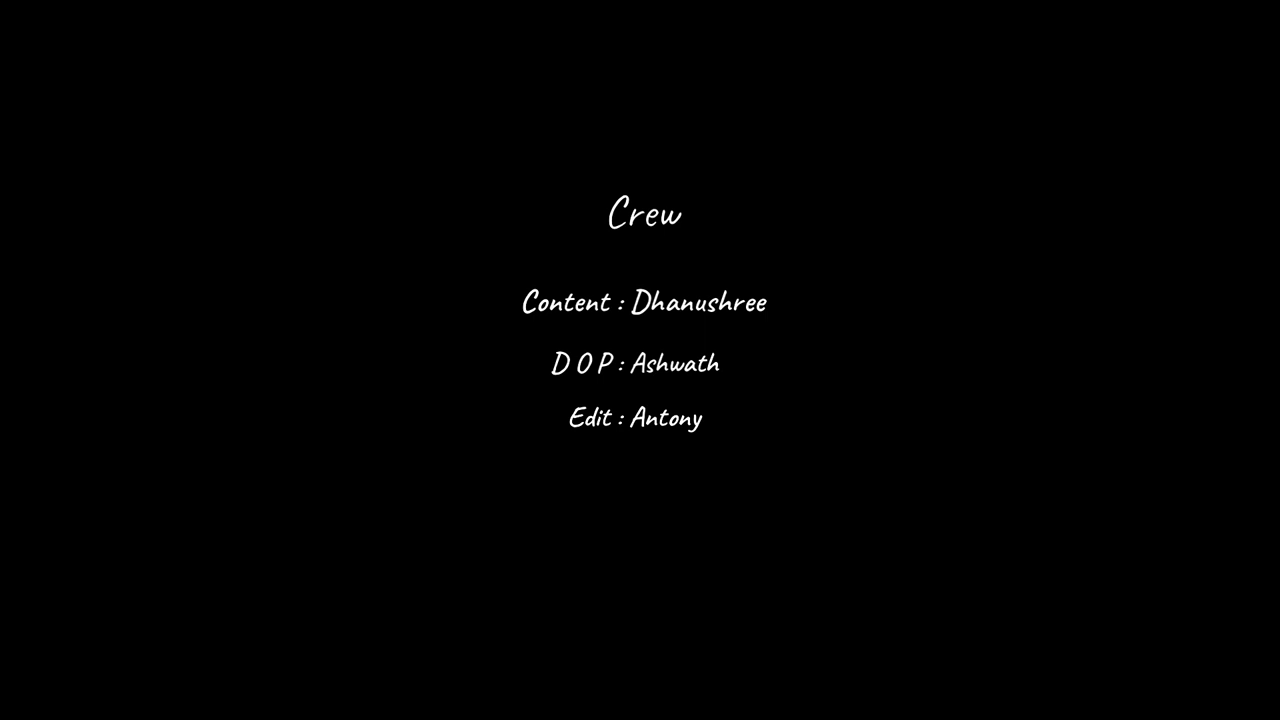 Crew
Content : Dhanushree
D O P : Ashwath
Edit : Antony